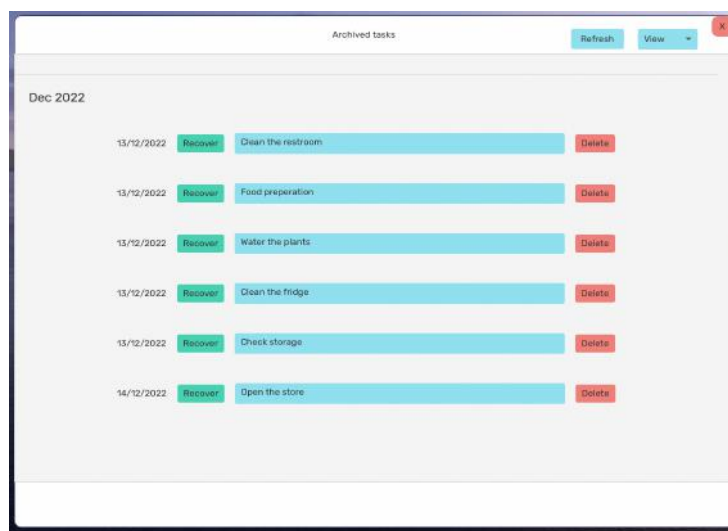 Archived tasks
Refresh
View
X
Dec 2022
13/12/2022 Recover Clean the restroom Delete
13/12/2022 Recover Food preperation Delete
13/12/2022 Recover Water the plants Delete
13/12/2022 Recover Clean the fridge Delete
13/12/2022 Recover Check storage Delete
14/12/2022 Recover Open the store Delete